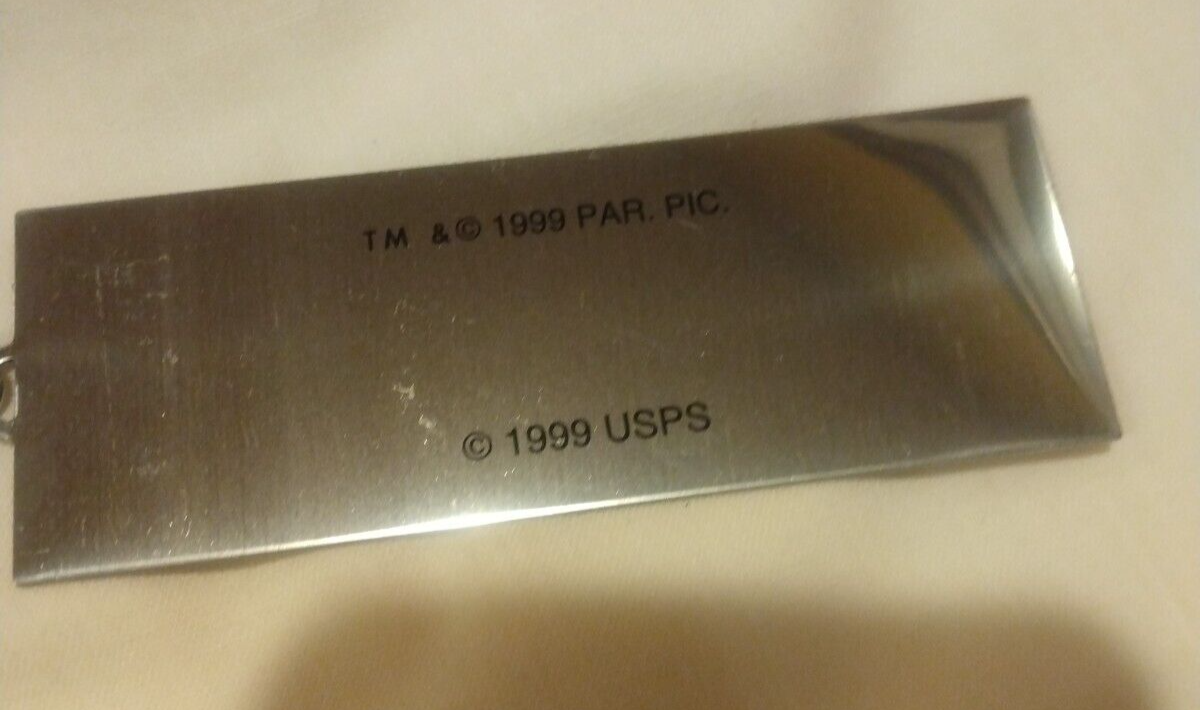 TM &© 1999 PAR. PIC.
© 1999 USPS